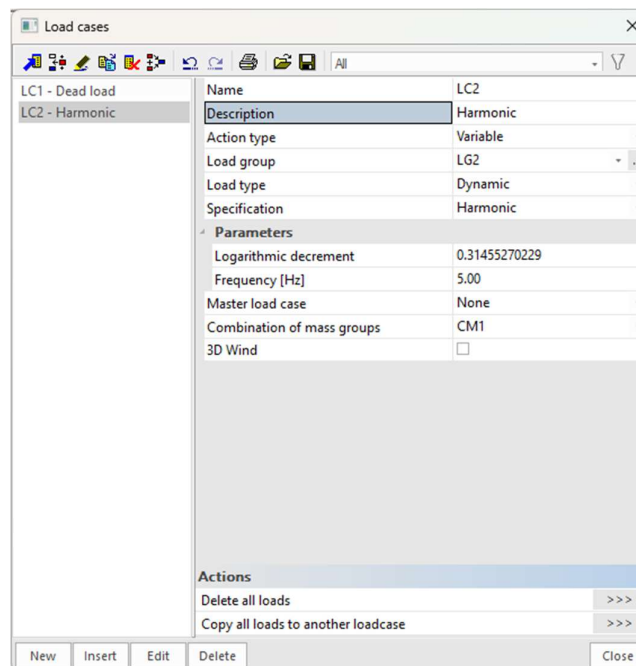 Load cases
All
LC1 - Dead load
LC2 - Harmonic
Name LC2
Description Harmonic
Action type Variable
Load group LG2
Load type Dynamic
Specification Harmonic
Parameters
Logarithmic decrement 0.31455270229
Frequency [Hz] 5.00
Master load case None
Combination of mass groups CM1
3D Wind
Actions
Delete all loads >>>
Copy all loads to another loadcase >>>
New Insert Edit Delete Close